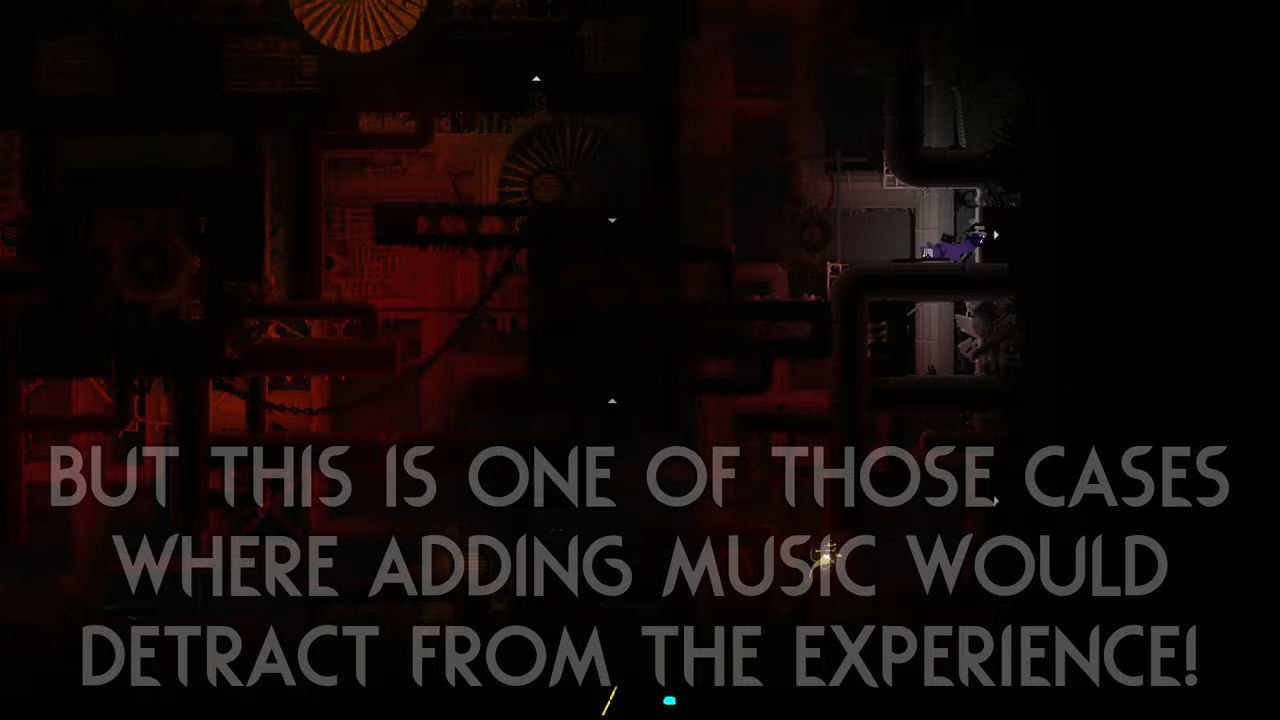 BUT THIS IS ONE OF THOSE CASES
WHERE ADDING MUSIC WOULD
DETRACT FROM THE EXPERIENCE!